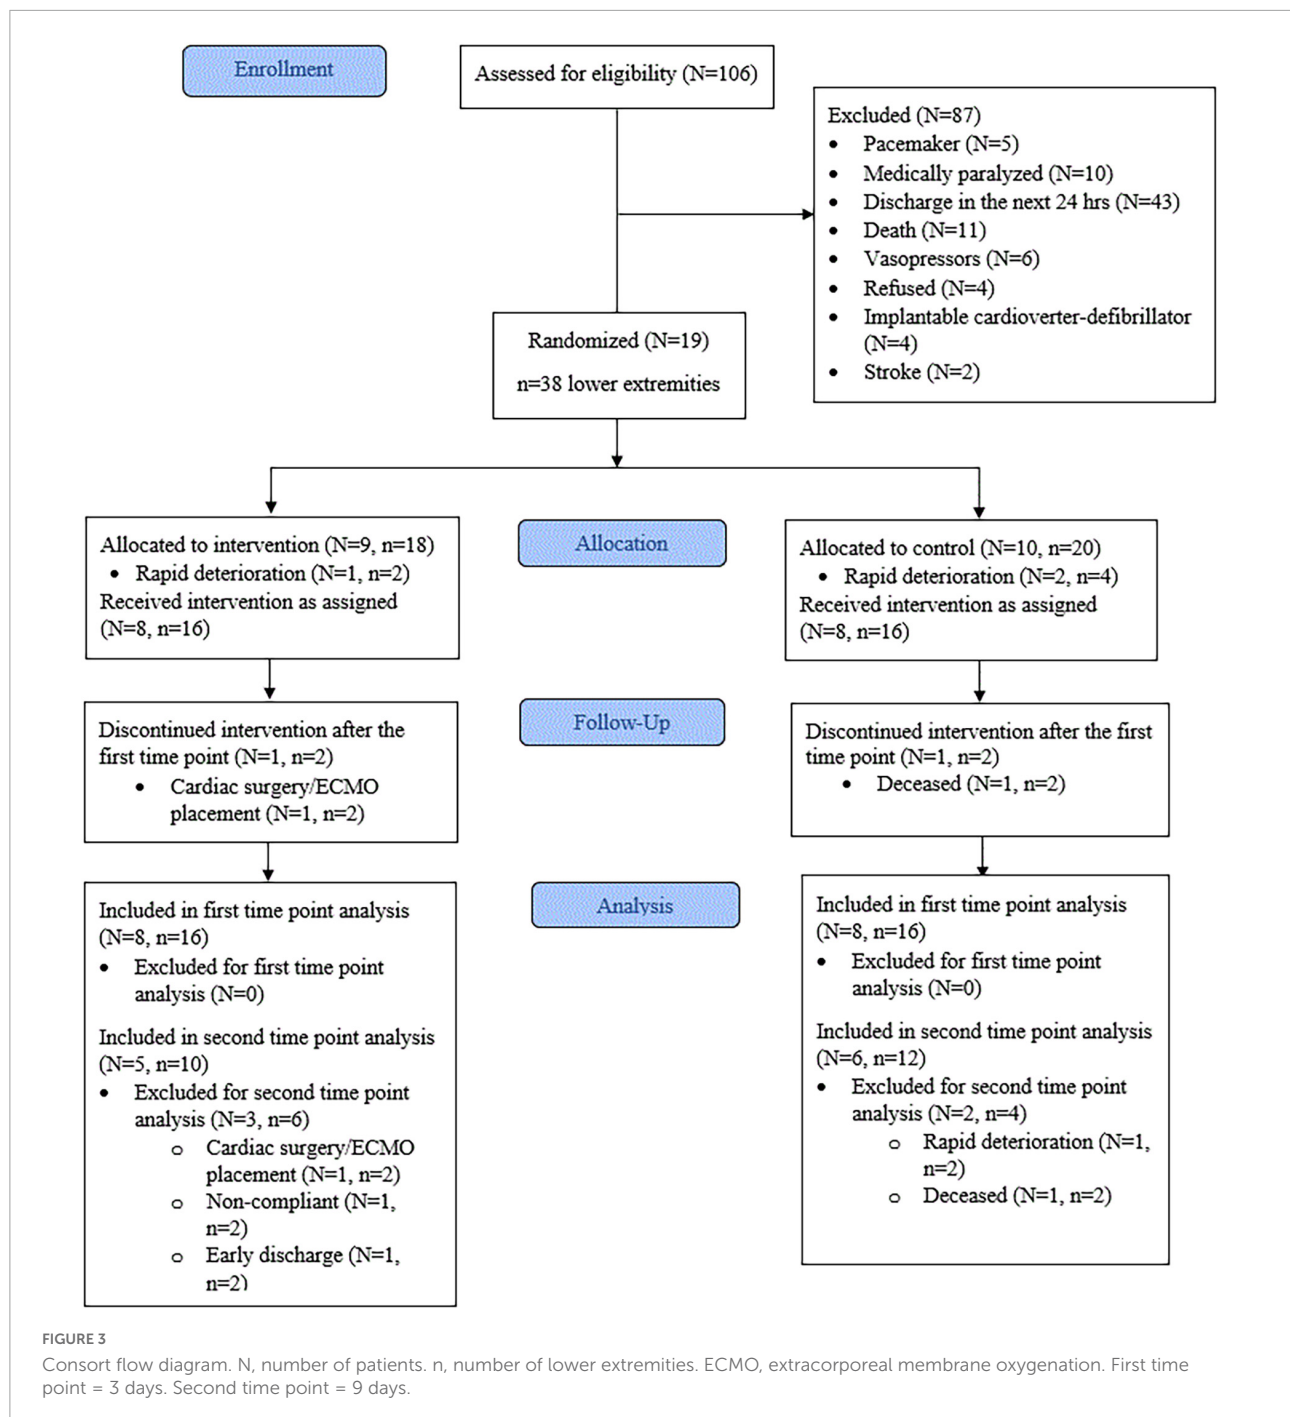 Enrollment
Assessed for eligibility (N=106)
Excluded (N=87)
• Pacemaker (N=5)
• Medically paralyzed (N=10)
• Discharge in the next 24 hrs (N=43)
• Death (N=11)
• Vasopressors (N=6)
• Refused (N=4)
• Implantable cardioverter-defibrillator
(N=4)
• Stroke (N=2)
Randomized (N=19)
n=38 lower extremities
Allocation
Allocated to intervention (N=9, n=18)
• Rapid deterioration (N=1, n=2)
Received intervention as assigned
(N=8, n=16)
Allocated to control (N=10, n=20)
• Rapid deterioration (N=2, n=4)
Received intervention as assigned
(N=8, n=16)
Follow-Up
Discontinued intervention after the
first time point (N=1, n=2)
• Cardiac surgery/ECMO
placement (N=1, n=2)
Discontinued intervention after the first
time point (N=1, n=2)
• Deceased (N=1, n=2)
Analysis
Included in first time point analysis
(N=8, n=16)
• Excluded for first time point
analysis (N=0)
Included in second time point analysis
(N=5, n=10)
• Excluded for second time point
analysis (N=3, n=6)
o Cardiac surgery/ECMO
placement (N=1, n=2)
o Non-compliant (N=1,
n=2)
o Early discharge (N=1,
n=2)
Included in first time point analysis
(N=8, n=16)
• Excluded for first time point
analysis (N=0)
Included in second time point analysis
(N=6, n=12)
• Excluded for second time point
analysis (N=2, n=4)
o Rapid deterioration (N=1,
n=2)
o Deceased (N=1, n=2)
FIGURE 3
Consort flow diagram. N, number of patients. n, number of lower extremities. ECMO, extracorporeal membrane oxygenation. First time
point = 3 days. Second time point = 9 days.